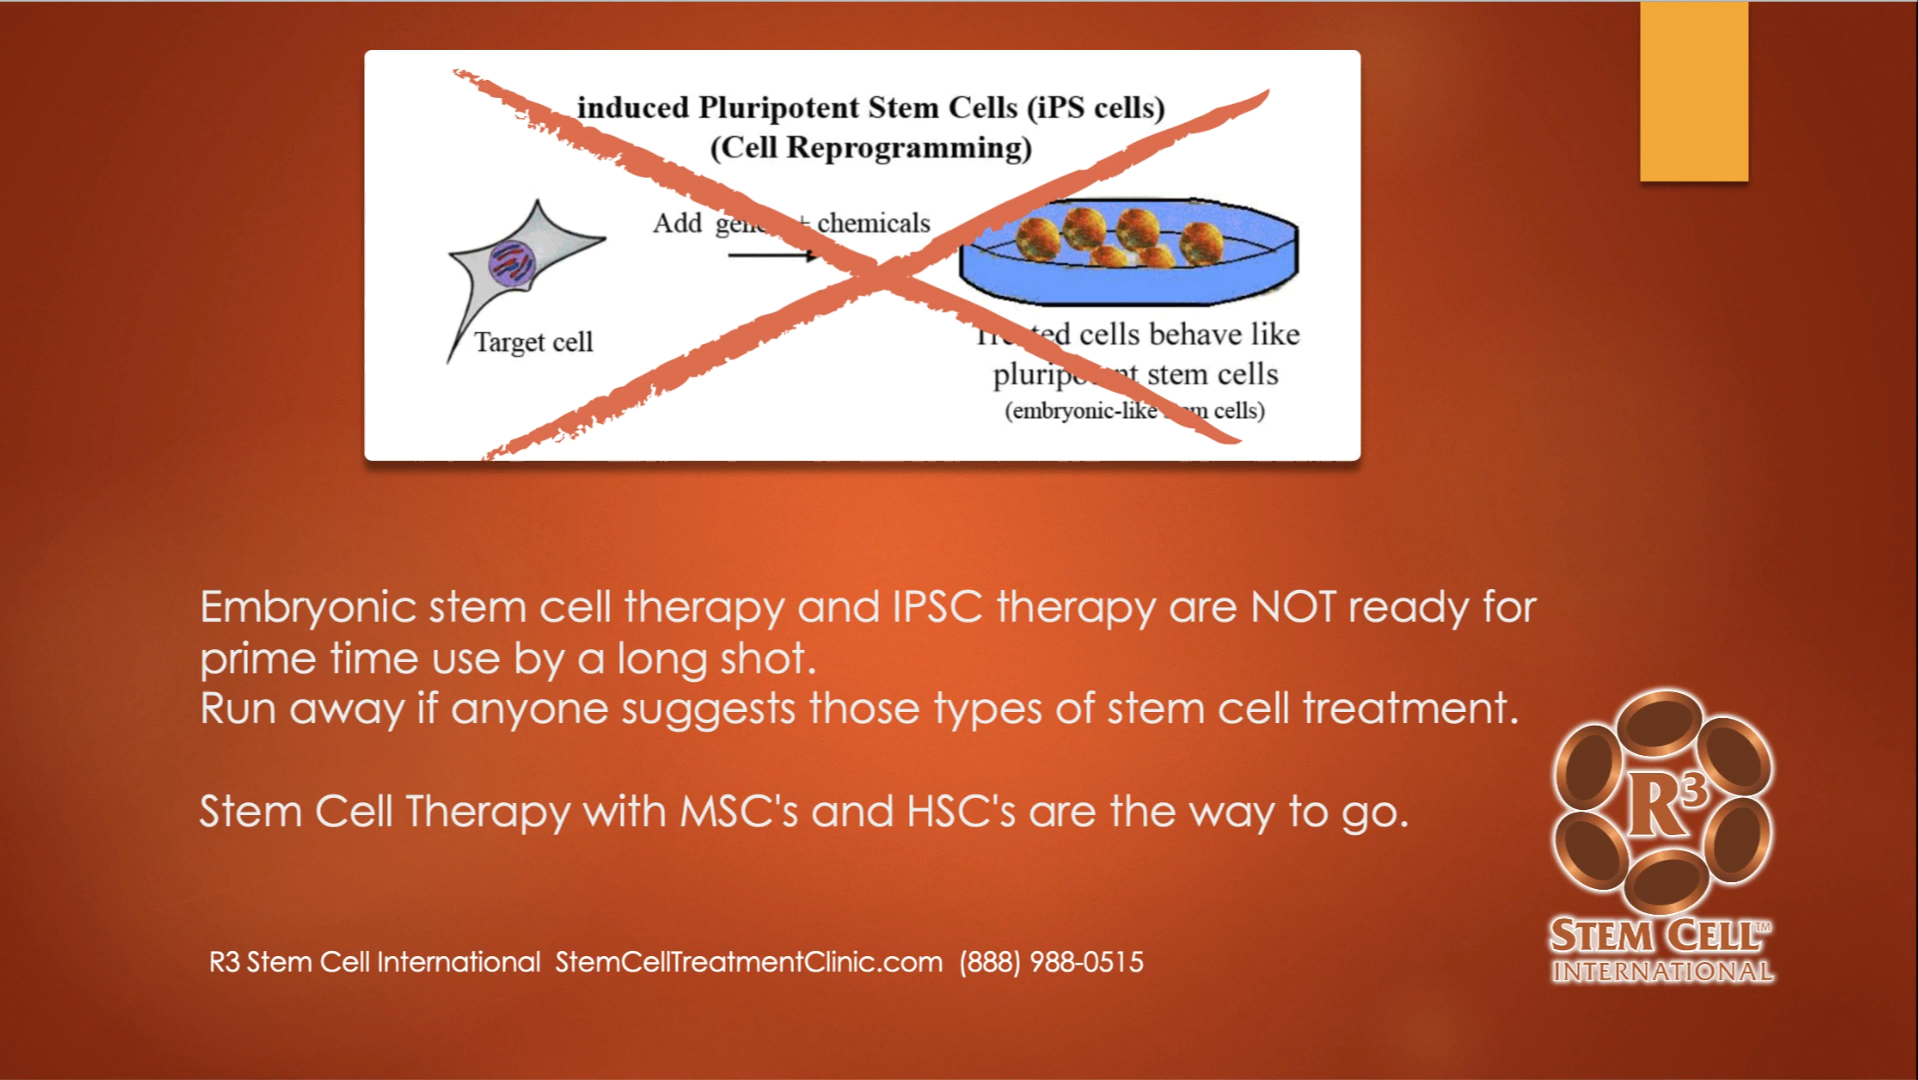 induced Pluripotent Stem Cells (iPS cells)
(Cell Reprogramming)
Add + chemicals
Target cell
cells behave like
stem cells
(embryonic-like cells)
Embryonic stem cell therapy and IPSC therapy are NOT ready for
prime time use by a long shot.
Run away if anyone suggests those types of stem cell treatment.
Stem Cell Therapy with MSC's and HSC's are the way to go.
R3 Stem Cell International StemCellTreatmentClinic.com (888) 988-0515
R3
STEM CELL™
INTERNATIONAL